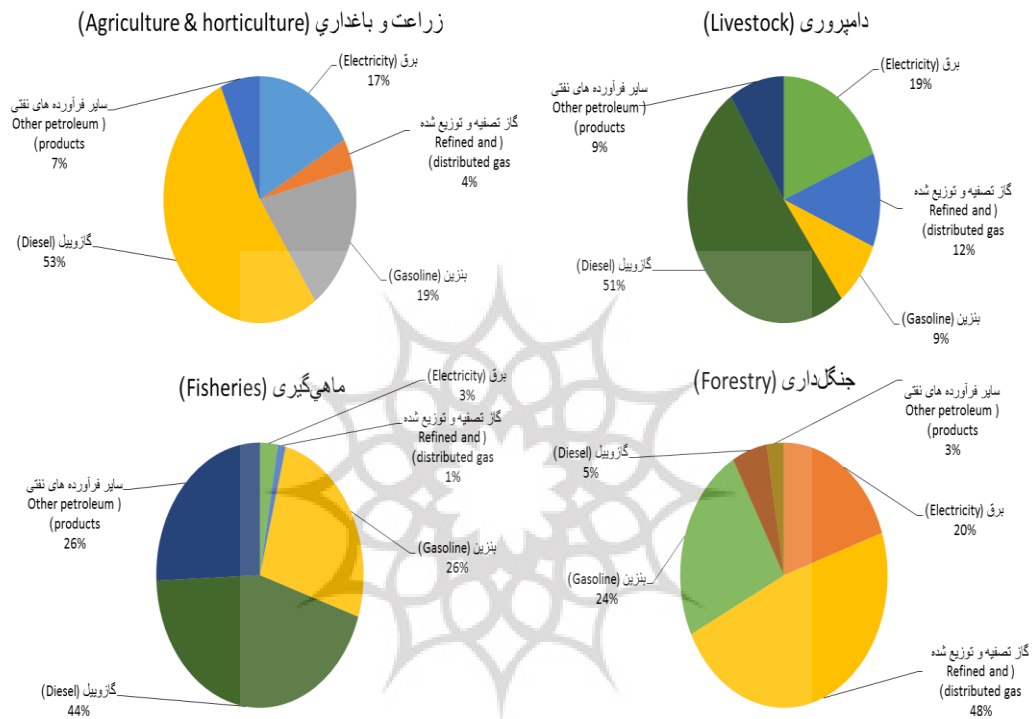 زراعت و باغداري (Agriculture & horticulture)
برق (Electricity)
17%
گاز تصفیه و توزیع شده
Refined and )
(distributed gas
4%
بنزین (Gasoline)
19%
گازوییل (Diesel)
53%
سایر فرآورده های نفتی
Other petroleum )
(products
7%
دامپروری (Livestock)
برق (Electricity)
19%
گاز تصفیه و توزیع شده
Refined and )
(distributed gas
12%
بنزین (Gasoline)
9%
گازوییل (Diesel)
51%
سایر فرآورده های نفتی
Other petroleum )
(products
9%
ماهي‌گیری (Fisheries)
برق (Electricity)
3%
گاز تصفیه و توزیع شده
Refined and )
(distributed gas
1%
بنزین (Gasoline)
26%
گازوییل (Diesel)
44%
سایر فرآورده های نفتی
Other petroleum )
(products
26%
جنگل‌داری (Forestry)
برق (Electricity)
20%
گاز تصفیه و توزیع شده
Refined and )
(distributed gas
48%
بنزین (Gasoline)
24%
گازوییل (Diesel)
5%
سایر فرآورده های نفتی
Other petroleum )
(products
3%